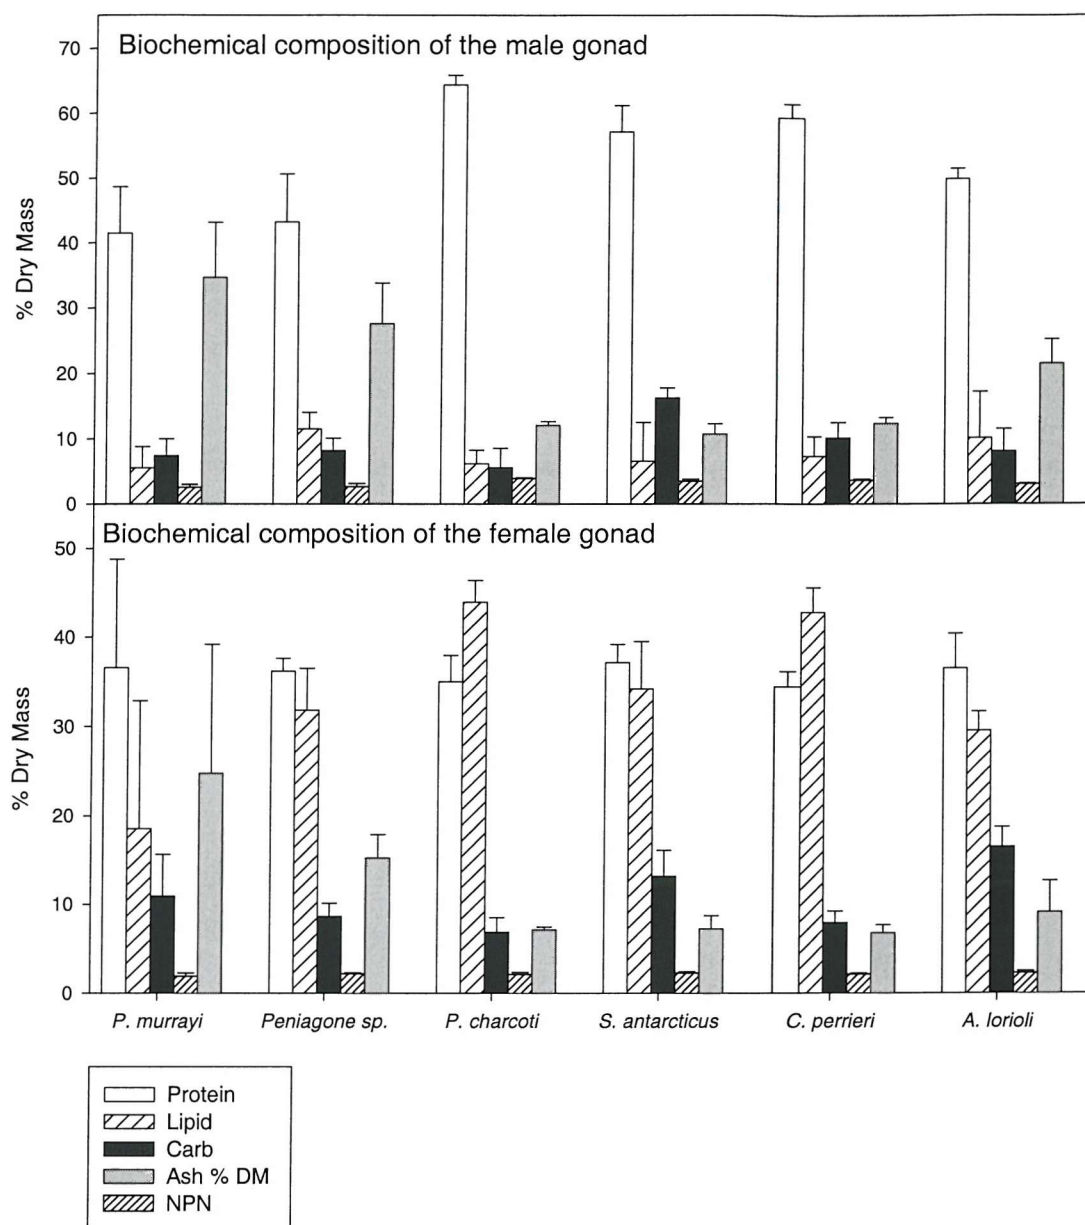 Biochemical composition of the male gonad
70
60
50
40
30
20
10
0
% Dry Mass
Biochemical composition of the female gonad
50
40
30
20
10
0
% Dry Mass
P. murrayi Peniagone sp. P. charcoti S. antarcticus C. perrieri A. lorioli
Protein
Lipid
Carb
Ash % DM
NPN